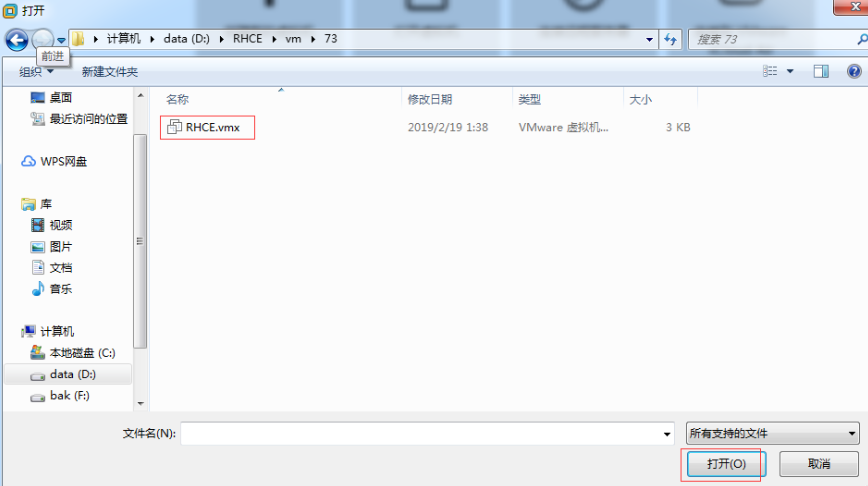 打开
计算机 data (D:) RHCE vm 73
搜索 73
前进
组织 新建文件夹
名称 修改日期 类型 大小
RHCE.vmx 2019/2/19 1:38 VMware 虚拟机... 3 KB
桌面
最近访问的位置
WPS网盘
库
视频
图片
文档
音乐
计算机
本地磁盘 (C:)
data (D:)
bak (F:)
文件名(N):
所有支持的文件
打开(O) 取消